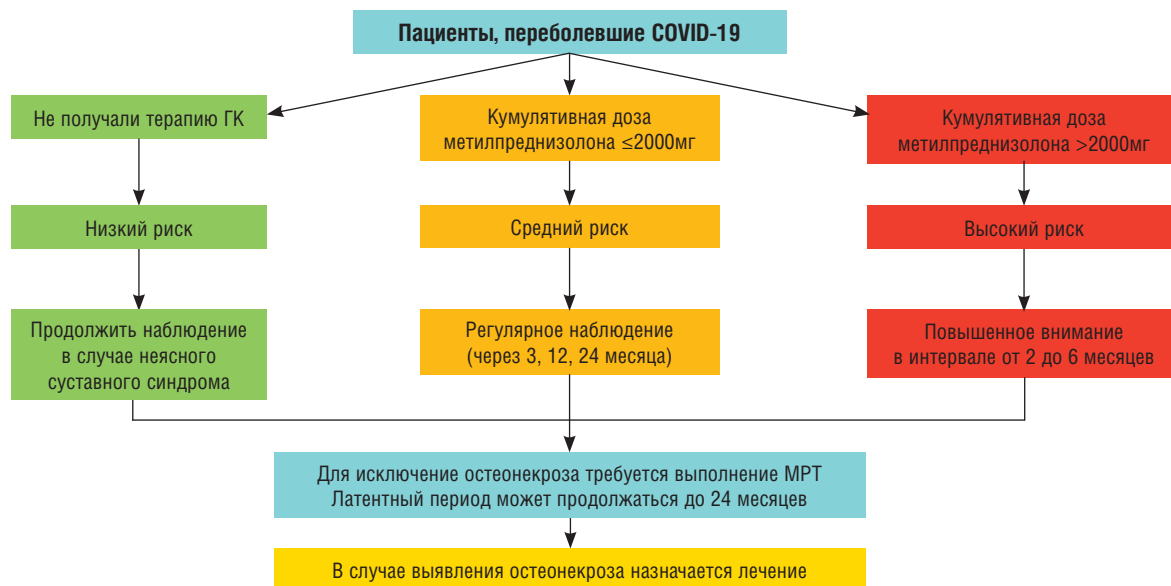 Пациенты, переболевшие COVID-19
Не получали терапию ГК
Кумулятивная доза
метилпреднизолона ≤2000мг
Кумулятивная доза
метилпреднизолона >2000мг
Низкий риск
Средний риск
Высокий риск
Продолжить наблюдение
в случае неясного
суставного синдрома
Регулярное наблюдение
(через 3, 12, 24 месяца)
Повышенное внимание
в интервале от 2 до 6 месяцев
Для исключение остеонекроза требуется выполнение МРТ
Латентный период может продолжаться до 24 месяцев
В случае выявления остеонекроза назначается лечение